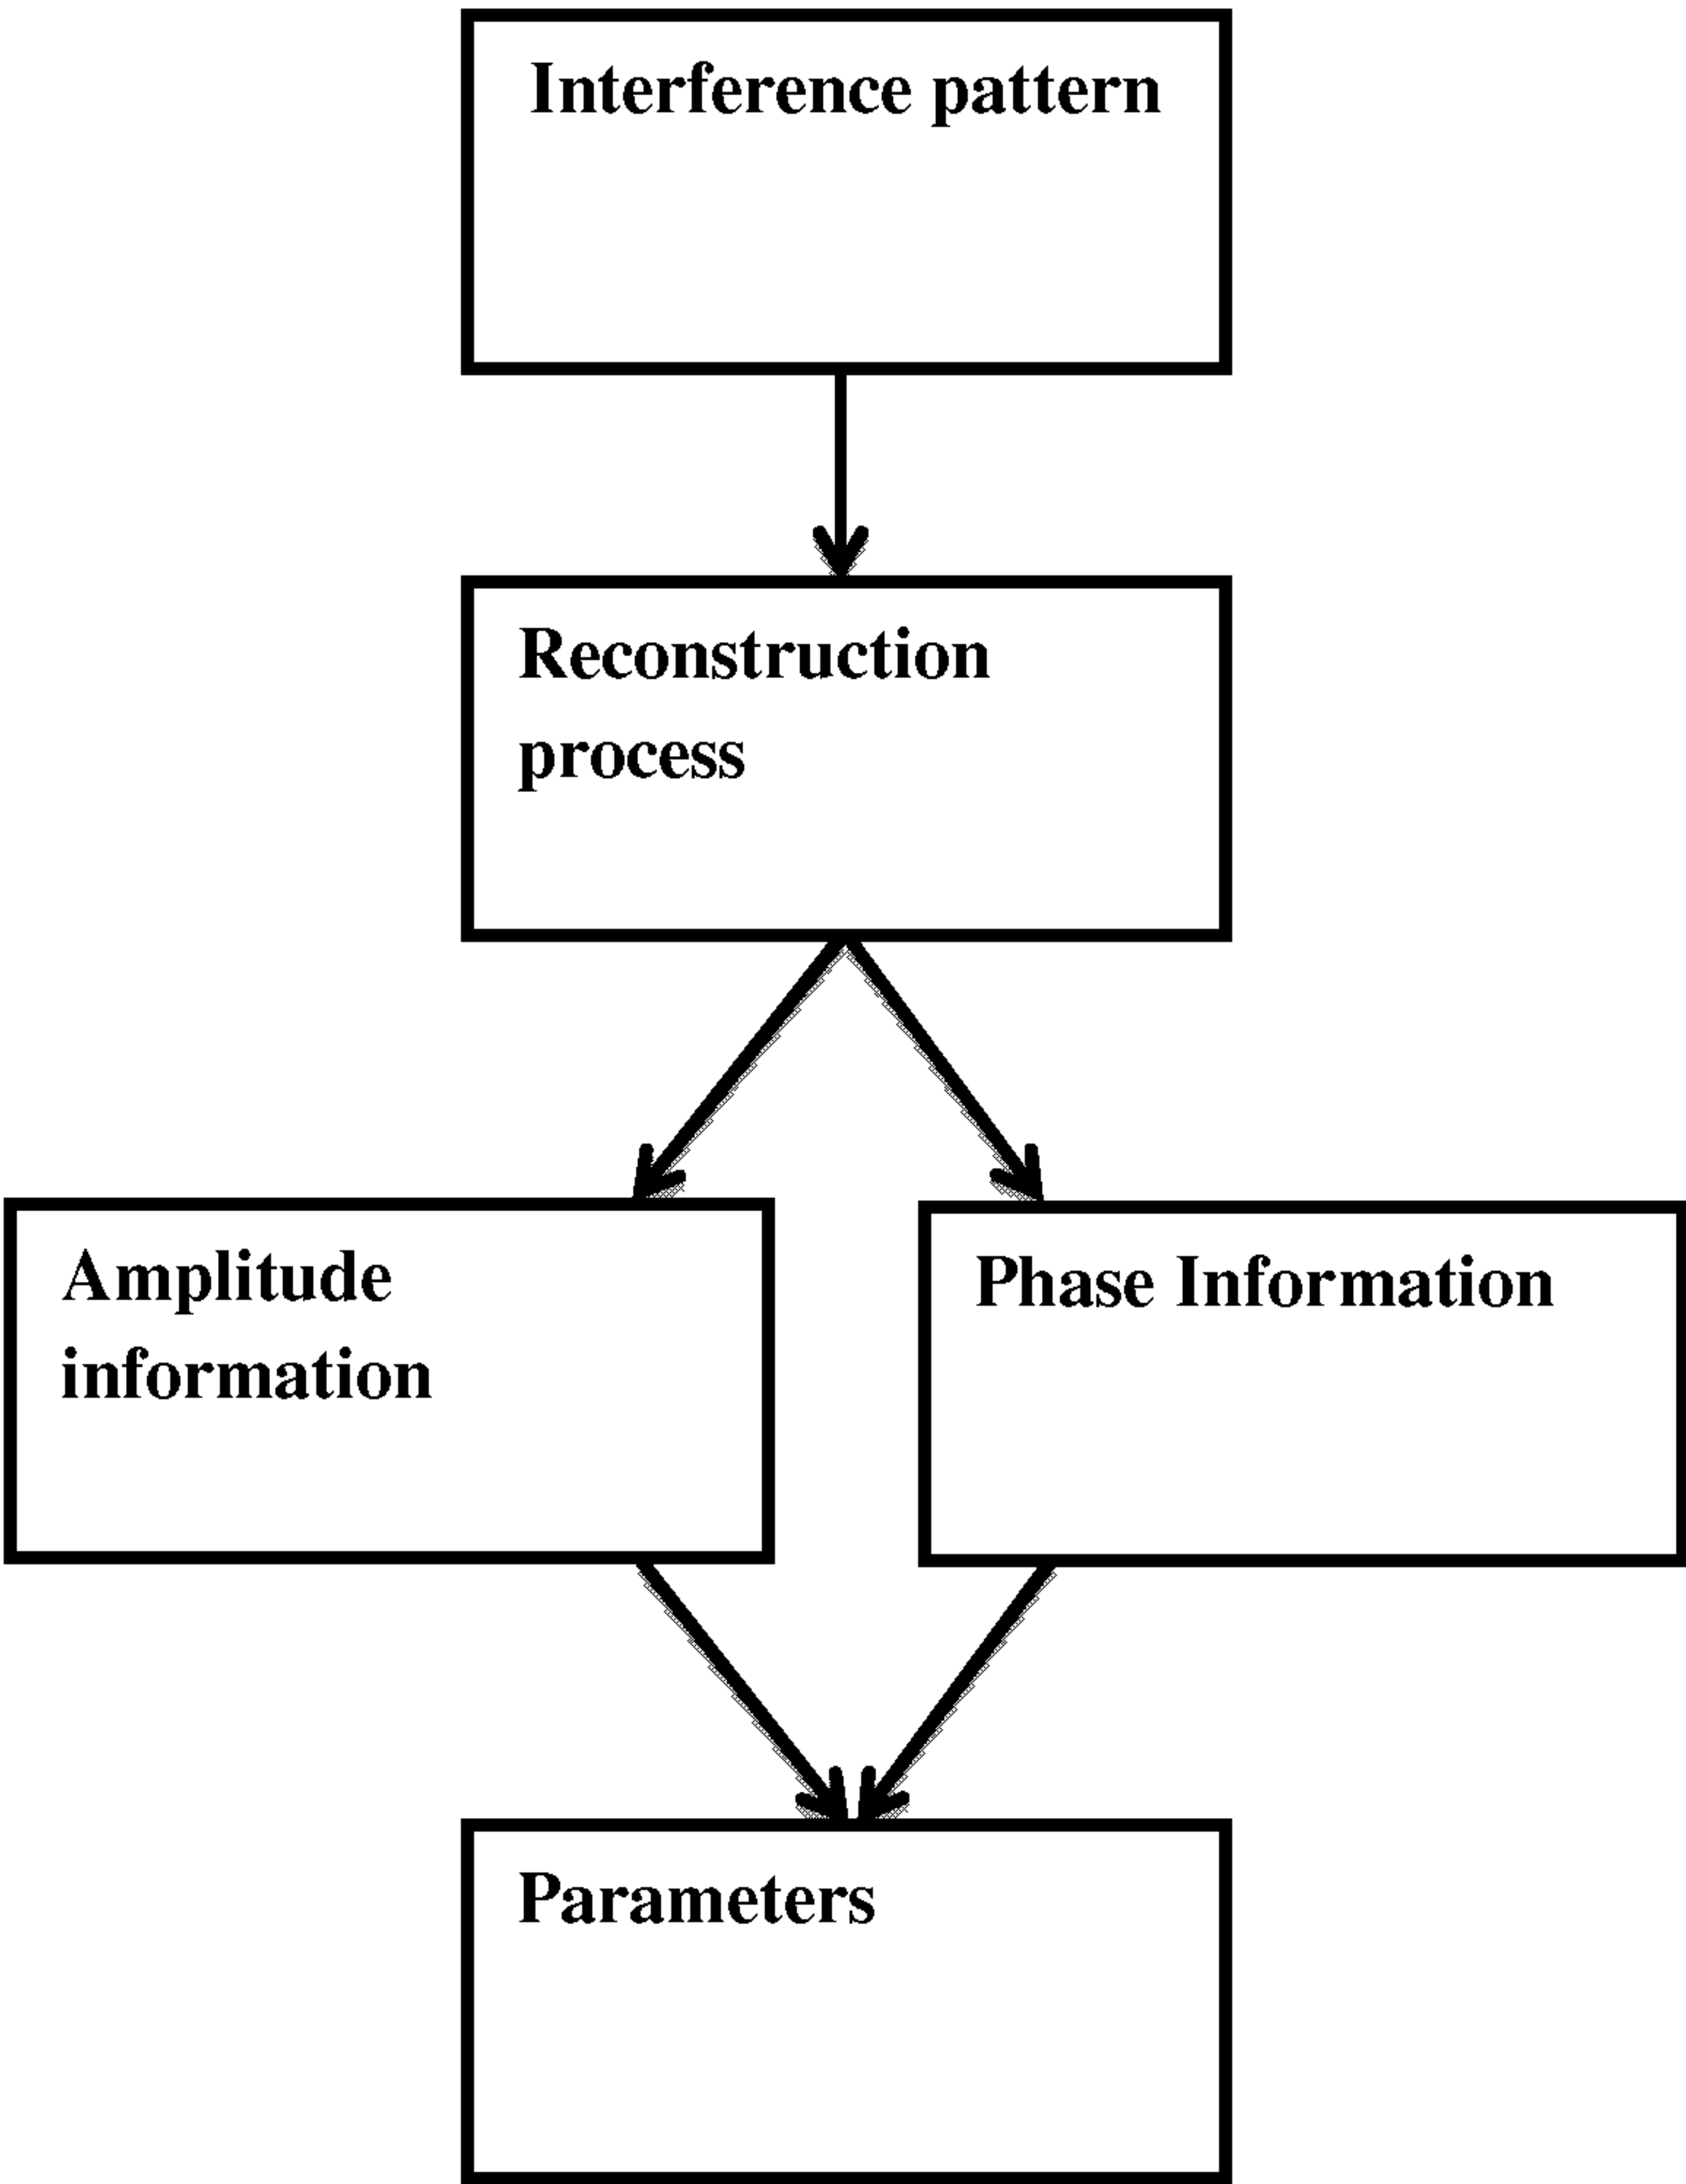 Interference pattern
Reconstruction
process
Amplitude
information
Phase Information
Parameters